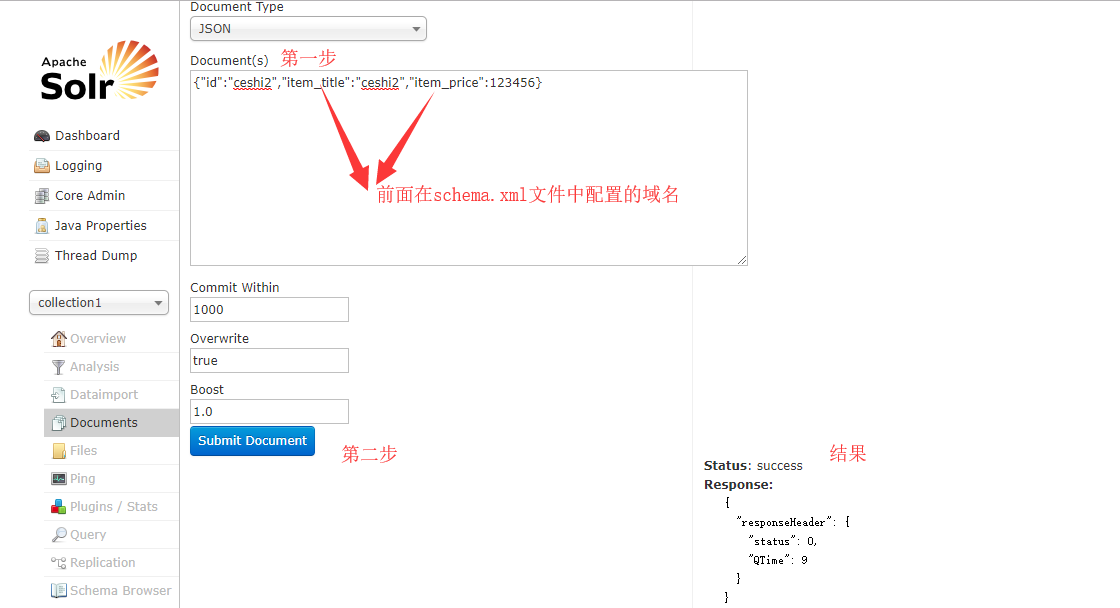 Document Type
JSON
Document(s) 第一步
{"id":"ceshi2","item_title":"ceshi2","item_price":123456}
前面在schema.xml文件中配置的域名
Apache
Solr
Dashboard
Logging
Core Admin
Java Properties
Thread Dump
collection1
Overview
Analysis
Dataimport
Documents
Files
Ping
Plugins / Stats
Query
Replication
Schema Browser
Commit Within
1000
Overwrite
true
Boost
1.0
Submit Document
第二步
结果
Status: success
Response:
{
"responseHeader": {
"status": 0,
"QTime": 9
}
}